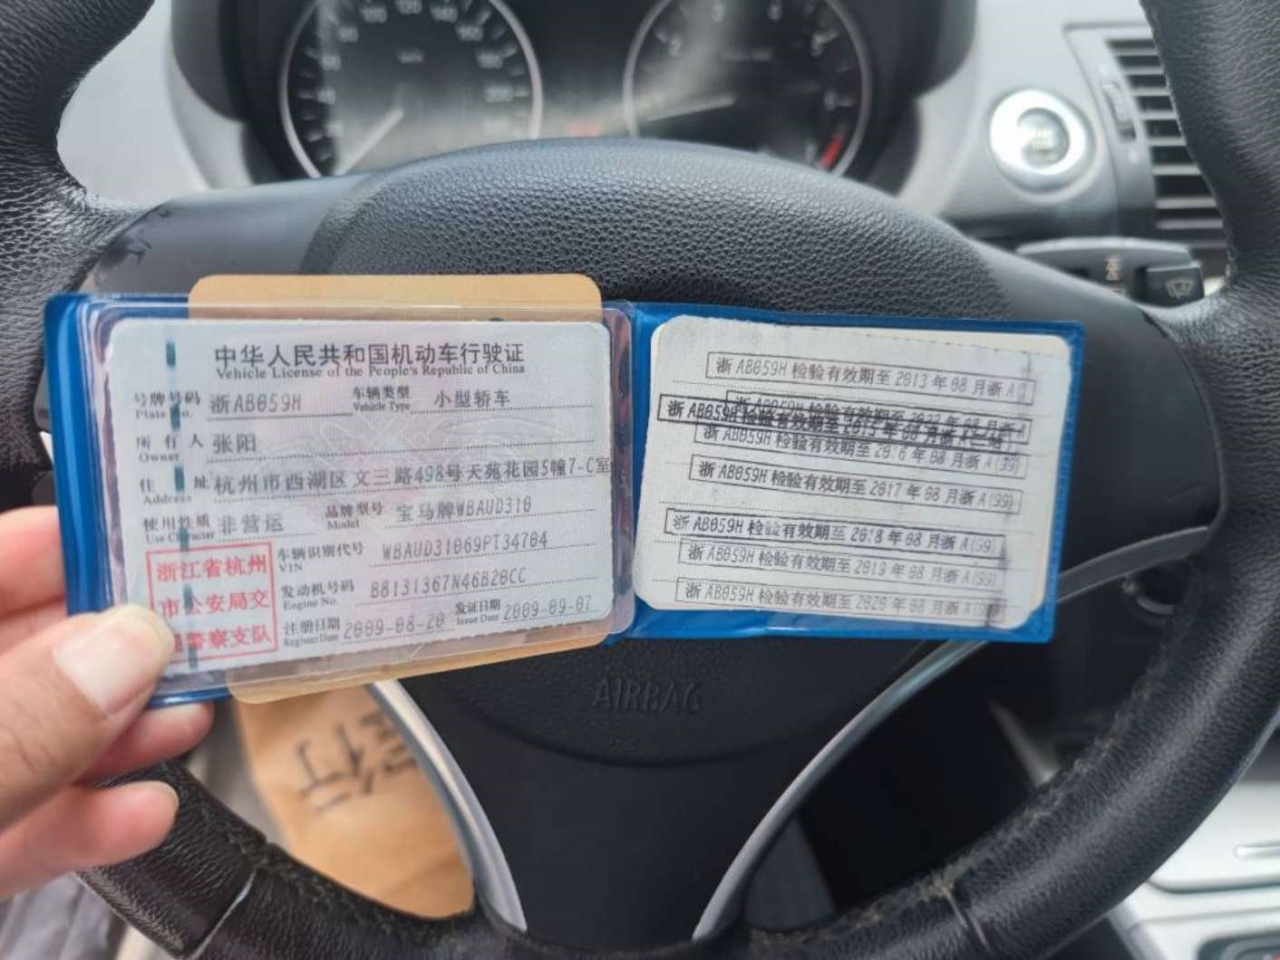 中华人民共和国机动车行驶证
Vehicle License of the People's Republic of China
号牌号码 浙AB059H 车辆类型 小型轿车
Plate No. Vehicle Type
所有人 张阳
Owner
住址 杭州市西湖区文三路498号天苑花园5幢7-C室
Address
使用性质 非营运 品牌型号 宝马牌WBAUD310
Use Character Model
车辆识别代号 WBAUD31069PT34704
VIN
发动机号码 B8131367N46B20CC
Engine No.
注册日期 2009-08-20 发证日期 2009-09-07
Register Date Issue Date
浙江省杭州
市公安局交
警察支队
浙AB059H 检验有效期至 2013年08月浙A
浙AB059H 检验有效期至 2015年08月浙A
浙AB059H 检验有效期至 2016年08月浙A(99)
浙AB059H 检验有效期至 2017年08月浙A(99)
浙AB059H 检验有效期至 2018年08月浙A(99)
浙AB059H 检验有效期至 2019年08月浙A(99)
浙AB059H 检验有效期至 2020年08月浙A
AIRBAG
行
100 120 140